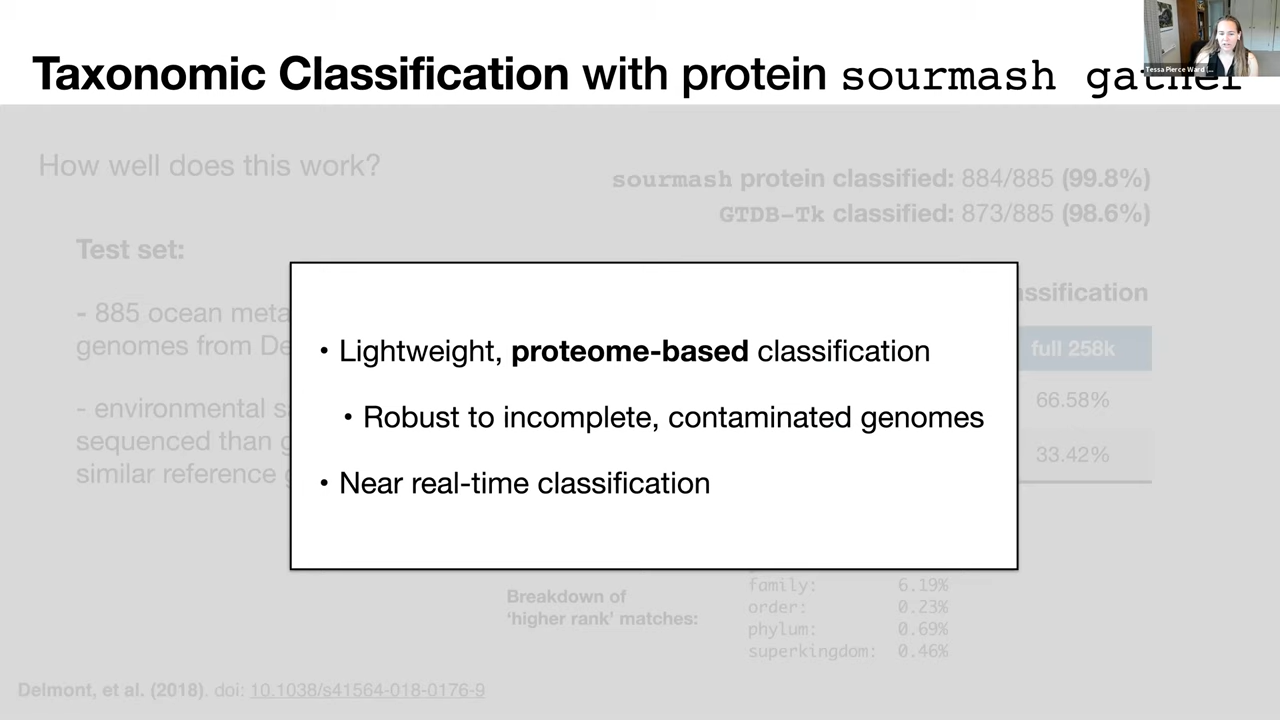 Taxonomic Classification with protein sourmash gather
Tessa Pierce Ward (...
How well does this work?
sourmash protein classified: 884/885 (99.8%)
GTDB-Tk classified: 873/885 (98.6%)
Test set:
- 885 ocean meta
genomes from De
- environmental s
sequenced than g
similar reference g
ssification
full 258k
66.58%
33.42%
• Lightweight, proteome-based classification
• Robust to incomplete, contaminated genomes
• Near real-time classification
Breakdown of
‘higher rank’ matches:
family: 6.19%
order: 0.23%
phylum: 0.69%
superkingdom: 0.46%
Delmont, et al. (2018). doi: 10.1038/s41564-018-0176-9